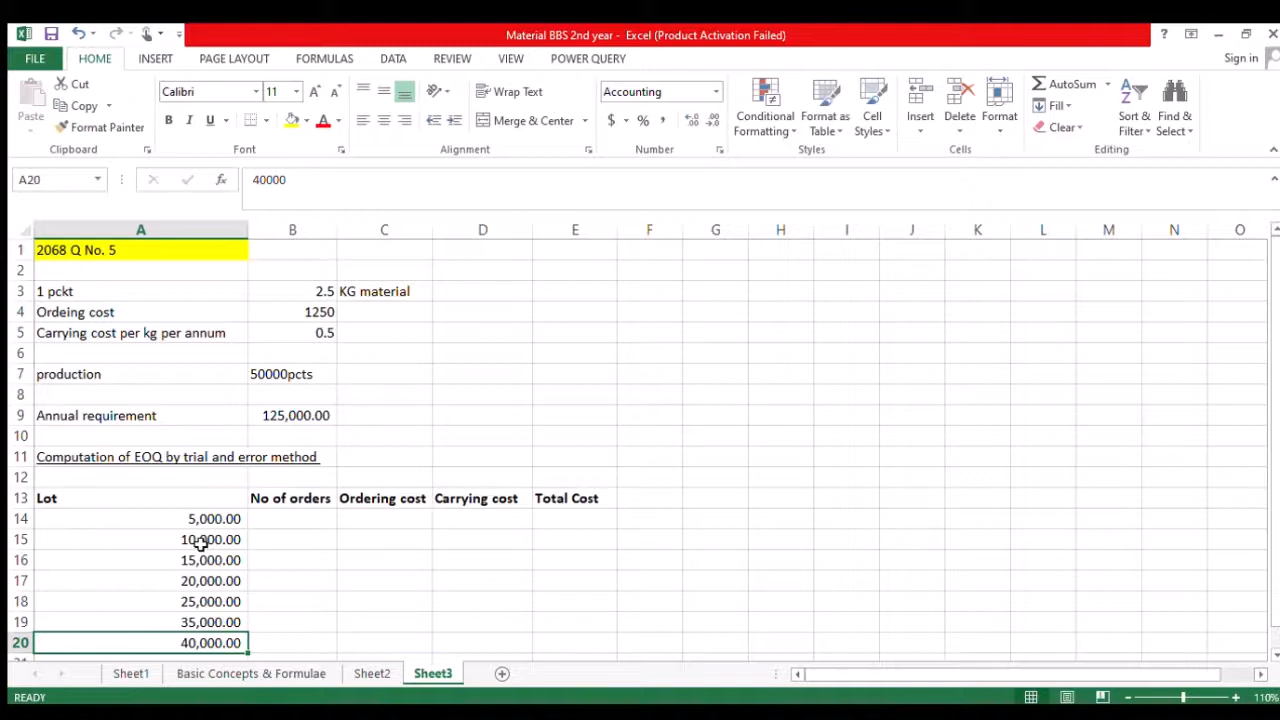 Material BBS 2nd year - Excel (Product Activation Failed)
FILE HOME INSERT PAGE LAYOUT FORMULAS DATA REVIEW VIEW POWER QUERY Sign in
Cut
Copy
Format Painter
Paste
Calibri 11
B I U
Wrap Text
Merge & Center
Accounting
$ % ,
Conditional Formatting
Format as Table
Cell Styles
Insert
Delete
Format
AutoSum
Fill
Clear
Sort & Filter
Find & Select
Clipboard Font Alignment Number Styles Cells Editing
A20 fx 40000
A B C D E F G H I J K L M N O
1 2068 Q No. 5
2
3 1 pckt 2.5 KG material
4 Ordeing cost 1250
5 Carrying cost per kg per annum 0.5
6
7 production 50000pcts
8
9 Annual requirement 125,000.00
10
11 Computation of EOQ by trial and error method
12
13 Lot No of orders Ordering cost Carrying cost Total Cost
14 5,000.00
15 10,000.00
16 15,000.00
17 20,000.00
18 25,000.00
19 35,000.00
20 40,000.00
Sheet1 Basic Concepts & Formulae Sheet2 Sheet3
READY 110%